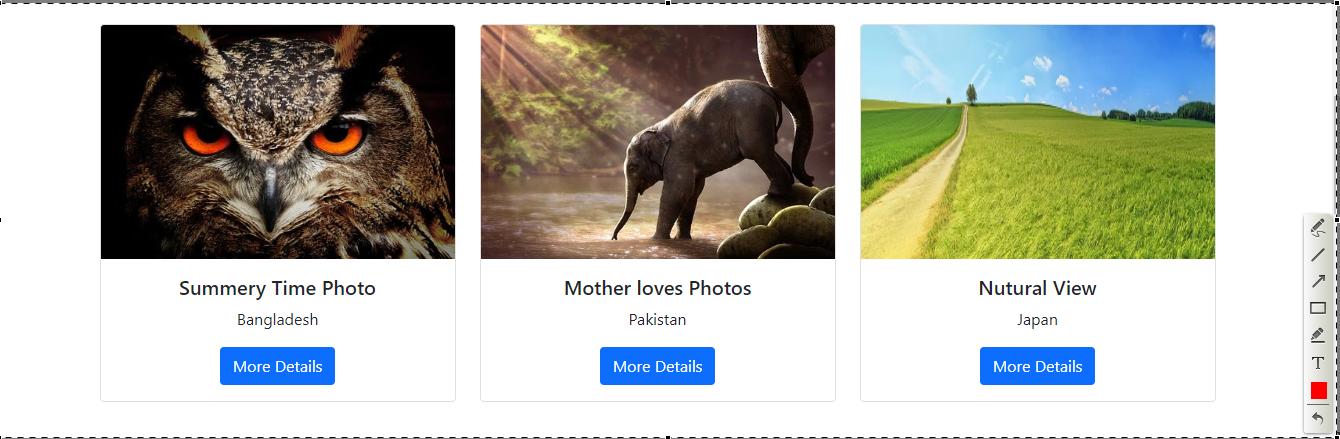 Summery Time Photo
Bangladesh
More Details
Mother loves Photos
Pakistan
More Details
Nutural View
Japan
More Details
T